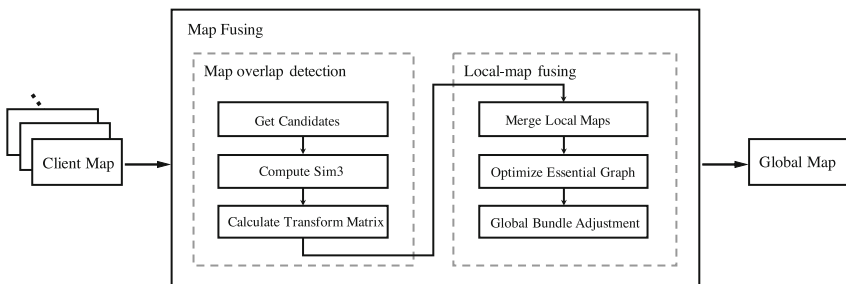 Map Fusing
Map overlap detection
Get Candidates
Compute Sim3
Calculate Transform Matrix
Local-map fusing
Merge Local Maps
Optimize Essential Graph
Global Bundle Adjustment
Client Map
Global Map